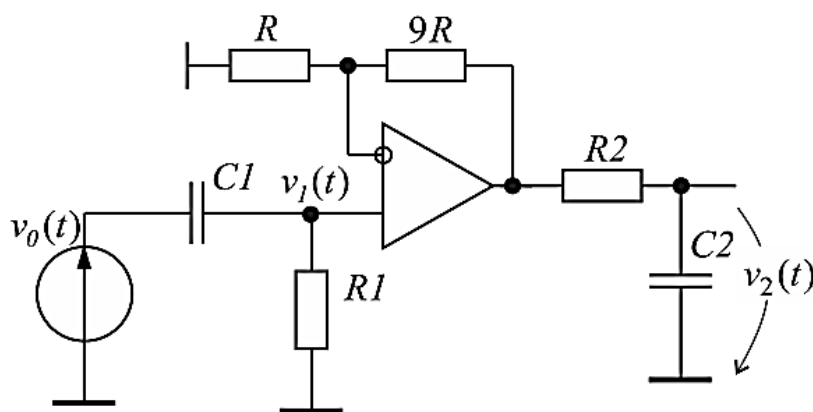 R
9R
C1
v₁(t)
R2
v₀(t)
R1
C2
v₂(t)